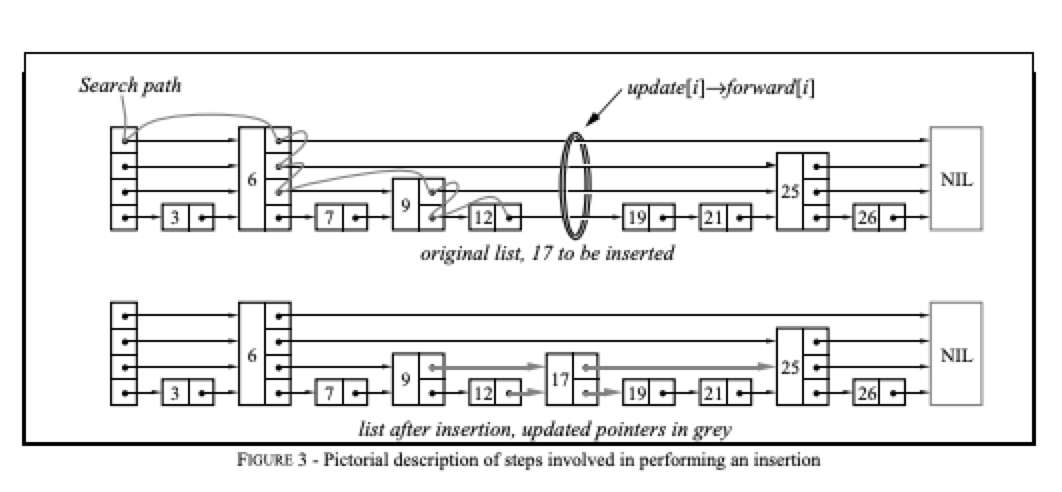 Search path
update[i]→forward[i]
6
NIL
25
9
3
7
12
19
21
26
original list, 17 to be inserted
6
NIL
25
9
17
3
7
12
19
21
26
list after insertion, updated pointers in grey
FIGURE 3 - Pictorial description of steps involved in performing an insertion